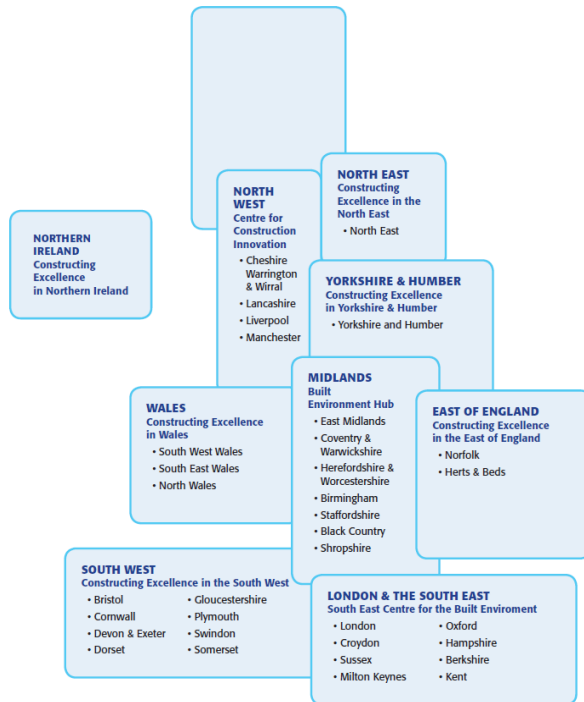 NORTH EAST
Constructing
Excellence in the
North East
• North East
NORTH
WEST
Centre for
Construction
Innovation
• Cheshire
Warrington
& Wirral
• Lancashire
• Liverpool
• Manchester
NORTHERN
IRELAND
Constructing
Excellence
in Northern Ireland
YORKSHIRE & HUMBER
Constructing Excellence
in Yorkshire & Humber
• Yorkshire and Humber
MIDLANDS
Built
Environment Hub
• East Midlands
• Coventry &
Warwickshire
• Herefordshire &
Worcestershire
• Birmingham
• Staffordshire
• Black Country
• Shropshire
WALES
Constructing Excellence
in Wales
• South West Wales
• South East Wales
• North Wales
EAST OF ENGLAND
Constructing Excellence
in the East of England
• Norfolk
• Herts & Beds
SOUTH WEST
Constructing Excellence in the South West
• Bristol
• Cornwall
• Devon & Exeter
• Dorset
• Gloucestershire
• Plymouth
• Swindon
• Somerset
LONDON & THE SOUTH EAST
South East Centre for the Built Enviroment
• London
• Croydon
• Sussex
• Milton Keynes
• Oxford
• Hampshire
• Berkshire
• Kent